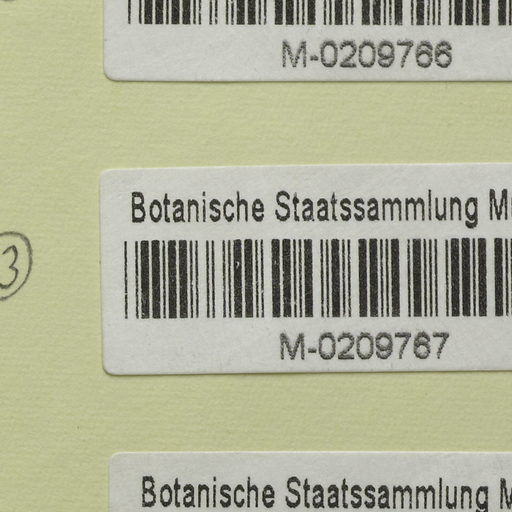 M-0209766
Botanische Staatssammlung
3
M-0209767
Botanische Staatssammlung